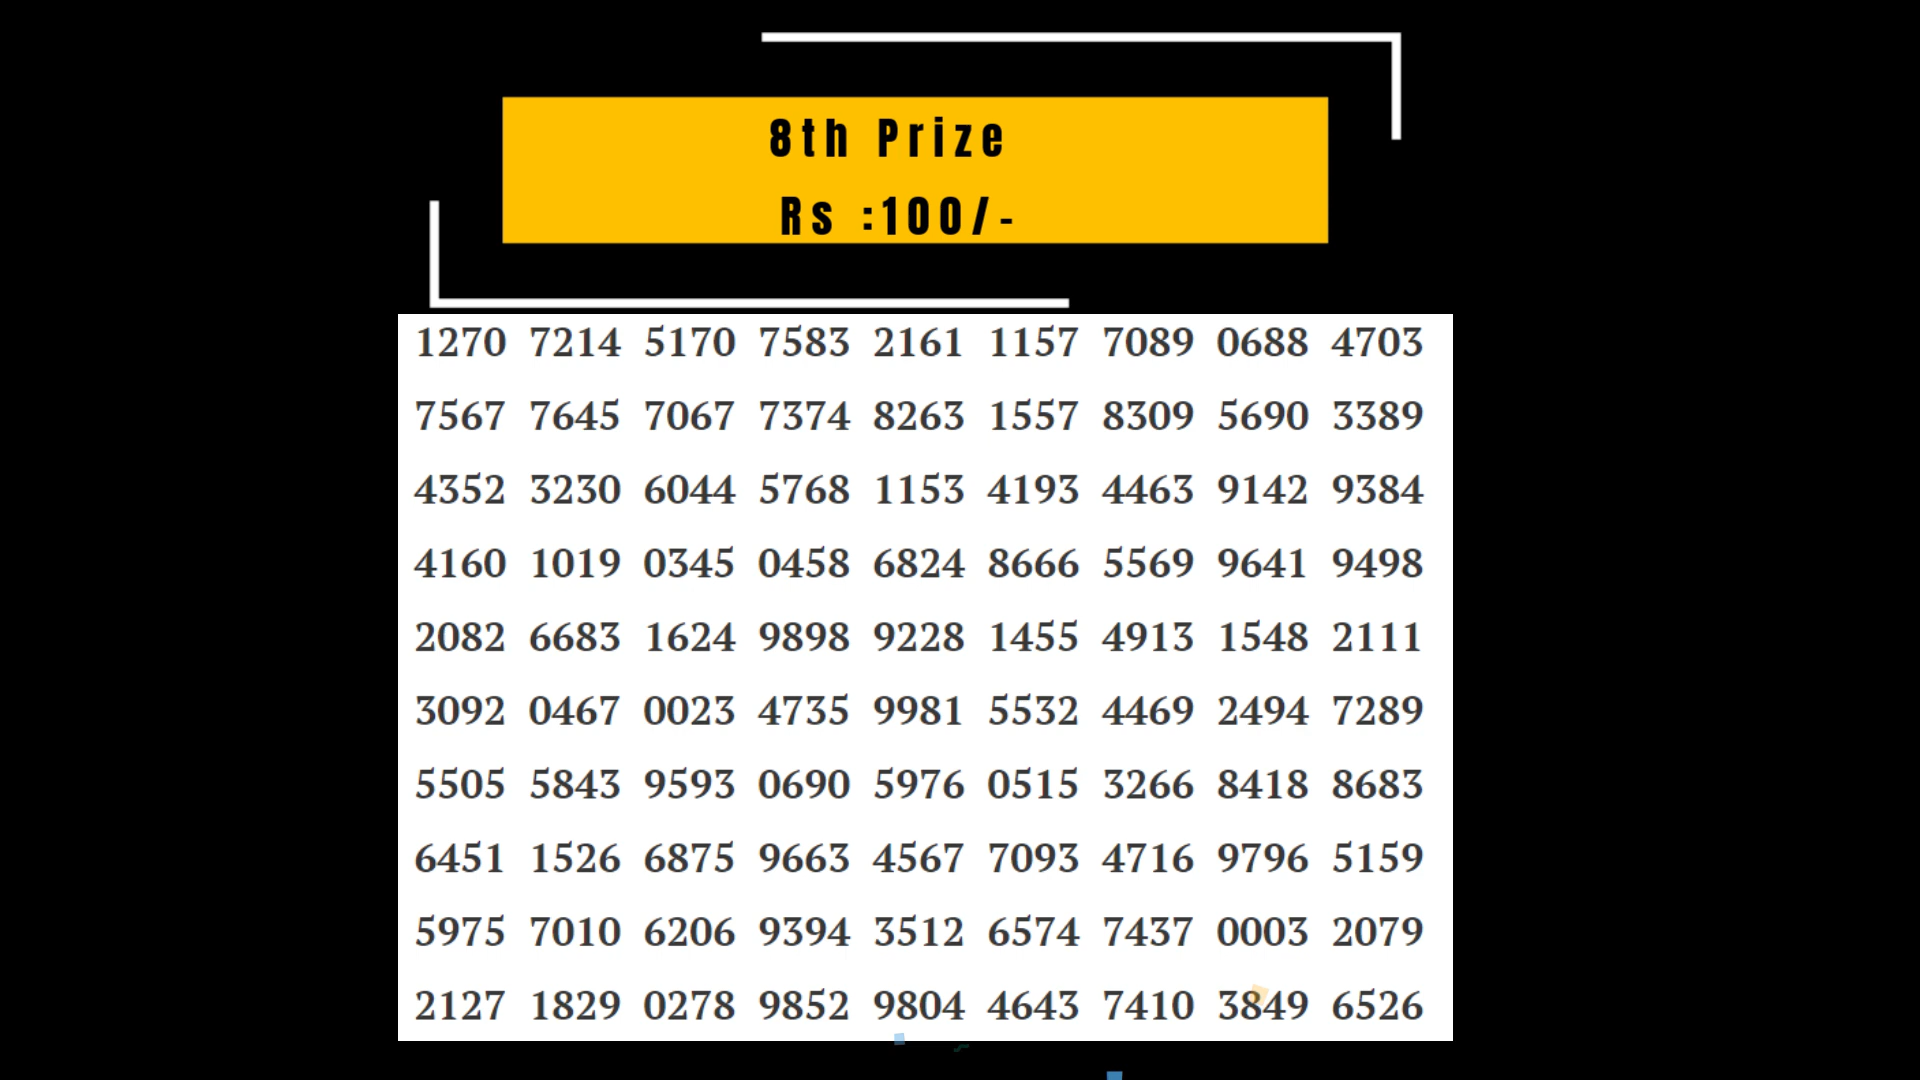 8th Prize
Rs :100/-
1270 7214 5170 7583 2161 1157 7089 0688 4703
7567 7645 7067 7374 8263 1557 8309 5690 3389
4352 3230 6044 5768 1153 4193 4463 9142 9384
4160 1019 0345 0458 6824 8666 5569 9641 9498
2082 6683 1624 9898 9228 1455 4913 1548 2111
3092 0467 0023 4735 9981 5532 4469 2494 7289
5505 5843 9593 0690 5976 0515 3266 8418 8683
6451 1526 6875 9663 4567 7093 4716 9796 5159
5975 7010 6206 9394 3512 6574 7437 0003 2079
2127 1829 0278 9852 9804 4643 7410 3849 6526